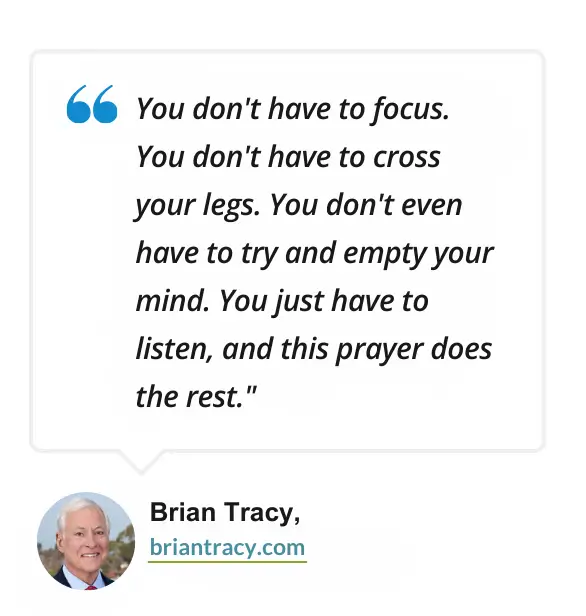 “You don't have to focus.
You don't have to cross
your legs. You don't even
have to try and empty your
mind. You just have to
listen, and this prayer does
the rest."
Brian Tracy,
briantracy.com